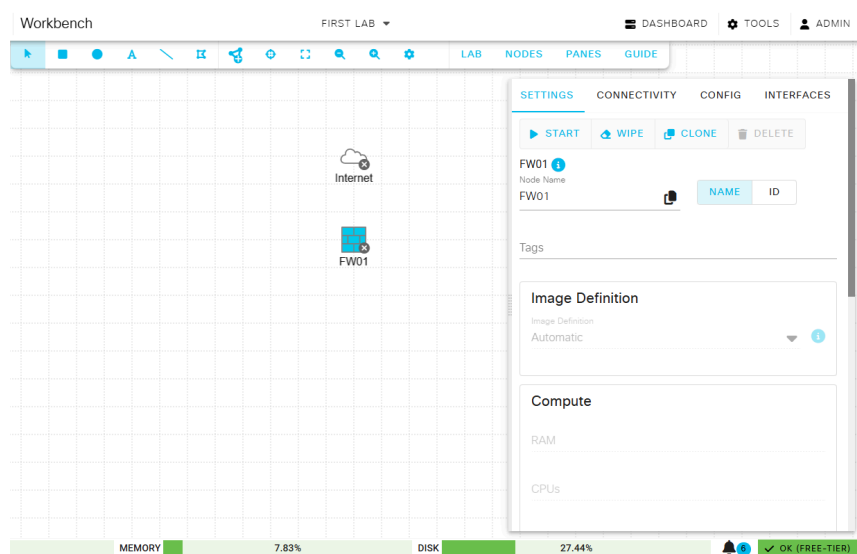 Workbench
FIRST LAB
DASHBOARD
TOOLS
ADMIN
A
LAB
NODES
PANES
GUIDE
SETTINGS
CONNECTIVITY
CONFIG
INTERFACES
START
WIPE
CLONE
DELETE
Internet
FW01
FW01
Node Name
FW01
NAME
ID
Tags
Image Definition
Image Definition
Automatic
Compute
RAM
CPUs
MEMORY
7.83%
DISK
27.44%
6
OK (FREE-TIER)